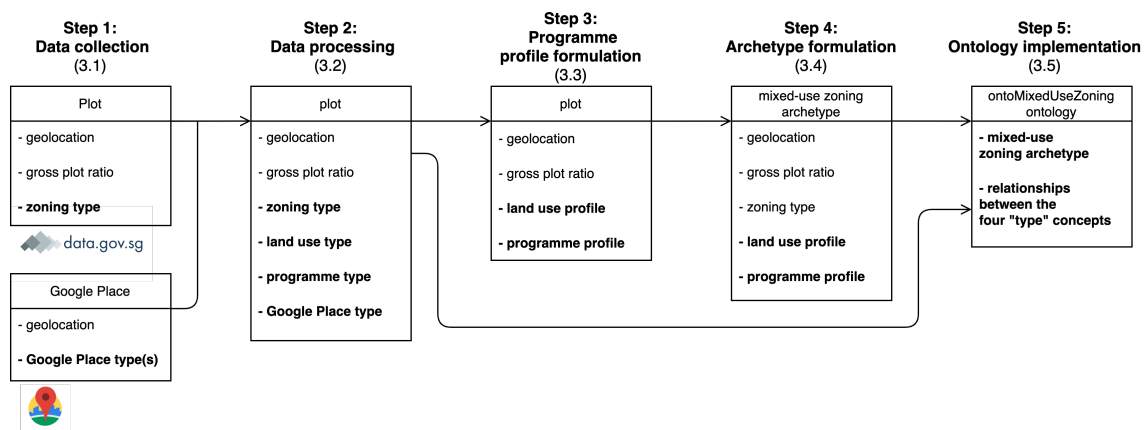 Step 1:
Data collection
(3.1)
Plot
- geolocation
- gross plot ratio
- zoning type
data.gov.sg
Google Place
- geolocation
- Google Place type(s)
Step 2:
Data processing
(3.2)
plot
- geolocation
- gross plot ratio
- zoning type
- land use type
- programme type
- Google Place type
Step 3:
Programme
profile formulation
(3.3)
plot
- geolocation
- gross plot ratio
- land use profile
- programme profile
Step 4:
Archetype formulation
(3.4)
mixed-use zoning
archetype
- geolocation
- gross plot ratio
- zoning type
- land use profile
- programme profile
Step 5:
Ontology implementation
(3.5)
ontoMixedUseZoning
ontology
- mixed-use
zoning archetype
- relationships
between the
four "type" concepts